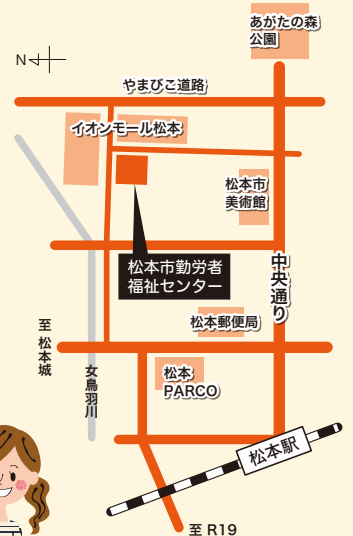 あがたの森
公園
N
やまびこ道路
イオンモール松本
松本市
美術館
松本市勤労者
福祉センター
中央通り
松本郵便局
至 松本城
女鳥羽川
松本
PARCO
松本駅
至 R19